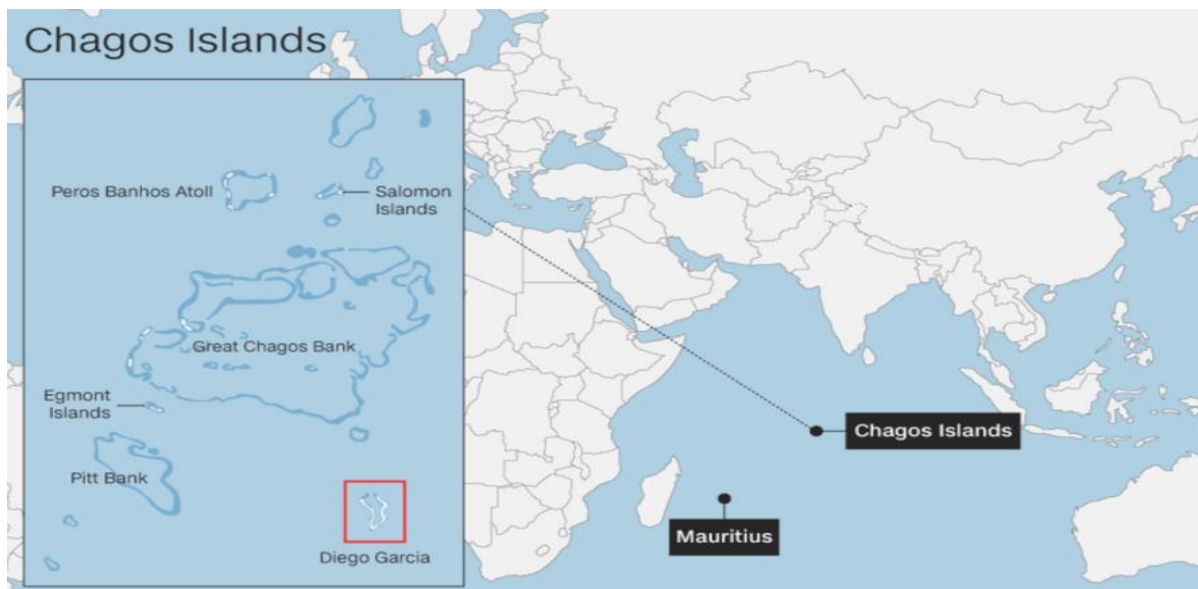 Chagos Islands
Peros Banhos Atoll
Salomon
Islands
Great Chagos Bank
Egmont
Islands
Pitt Bank
Diego Garcia
Chagos Islands
Mauritius